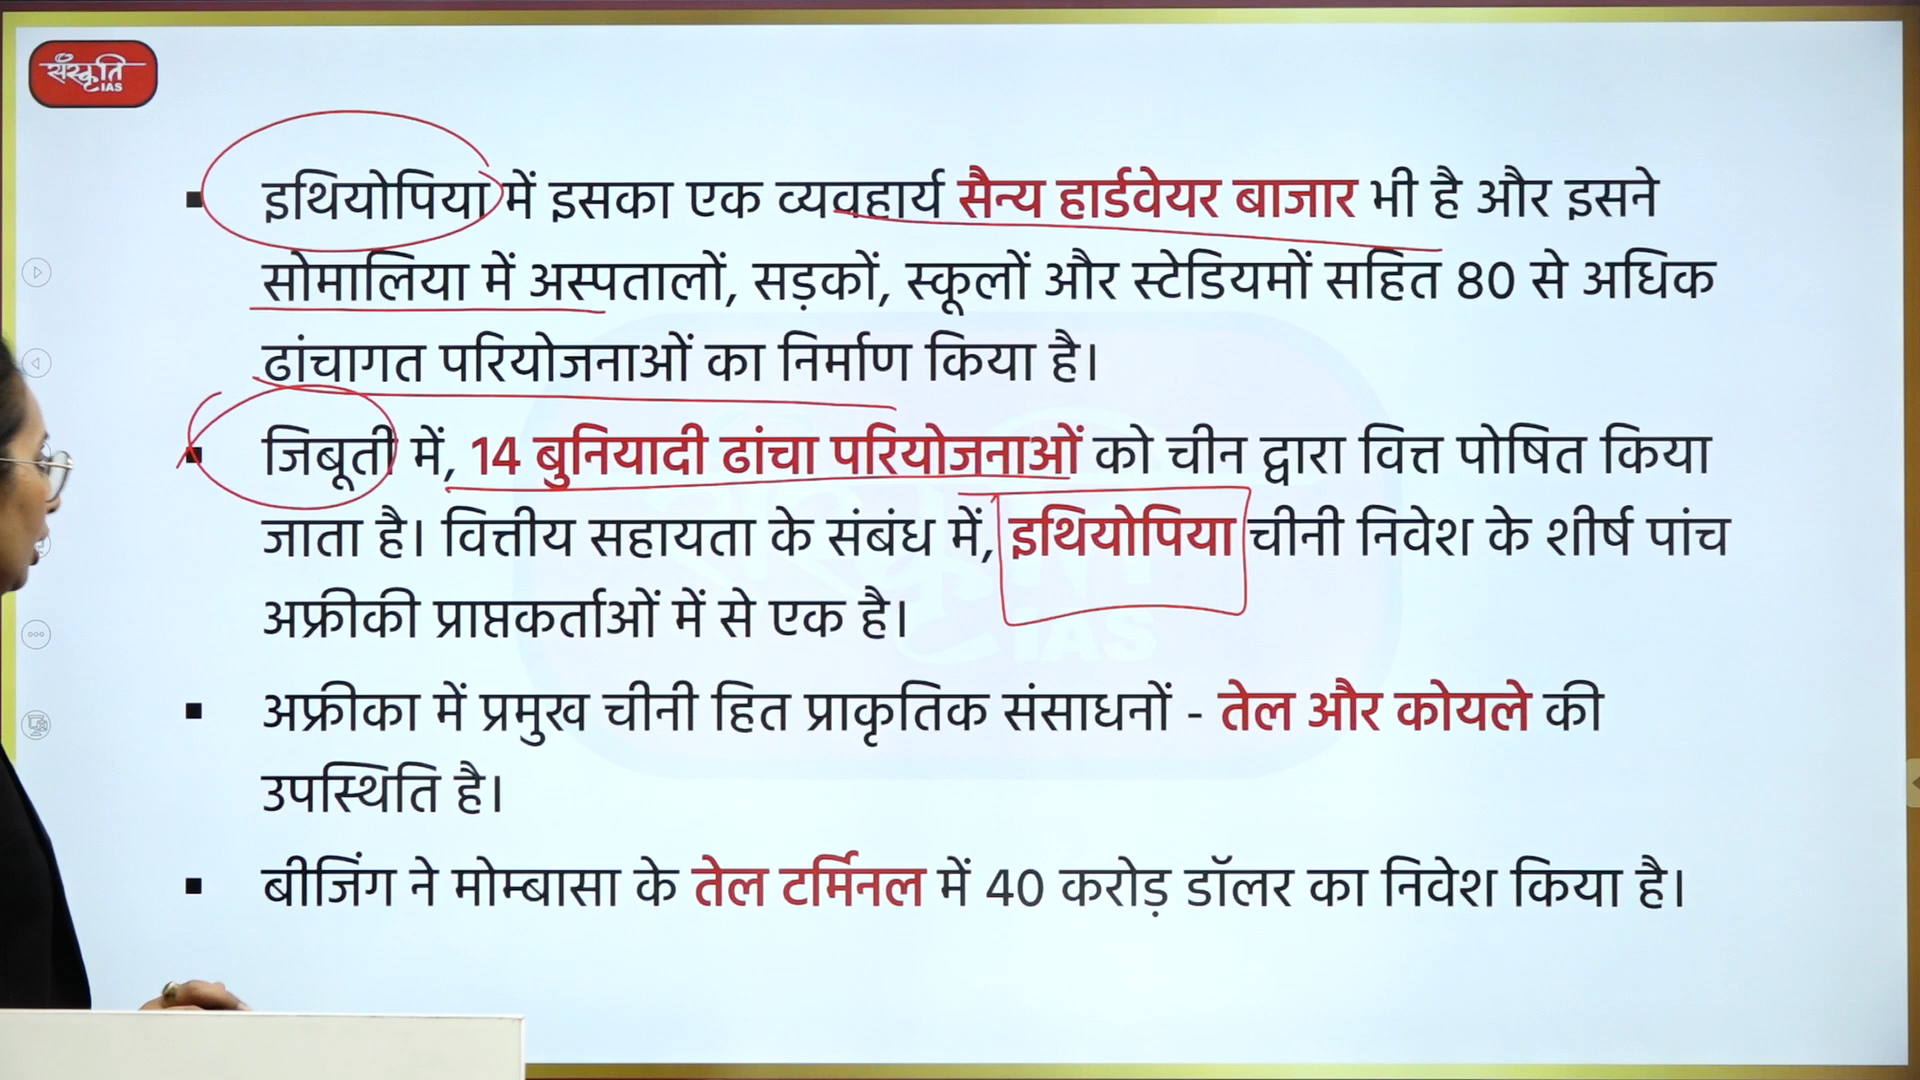 संस्कृति
IAS
▪ इथियोपिया में इसका एक व्यवहार्य सैन्य हार्डवेयर बाजार भी है और इसने
सोमालिया में अस्पतालों, सड़कों, स्कूलों और स्टेडियमों सहित 80 से अधिक
ढांचागत परियोजनाओं का निर्माण किया है।
▪ जिबूती में, 14 बुनियादी ढांचा परियोजनाओं को चीन द्वारा वित्त पोषित किया
जाता है। वित्तीय सहायता के संबंध में, इथियोपिया चीनी निवेश के शीर्ष पांच
अफ्रीकी प्राप्तकर्ताओं में से एक है।
▪ अफ्रीका में प्रमुख चीनी हित प्राकृतिक संसाधनों - तेल और कोयले की
उपस्थिति है।
▪ बीजिंग ने मोम्बासा के तेल टर्मिनल में 40 करोड़ डॉलर का निवेश किया है।
संस्कृति
IAS